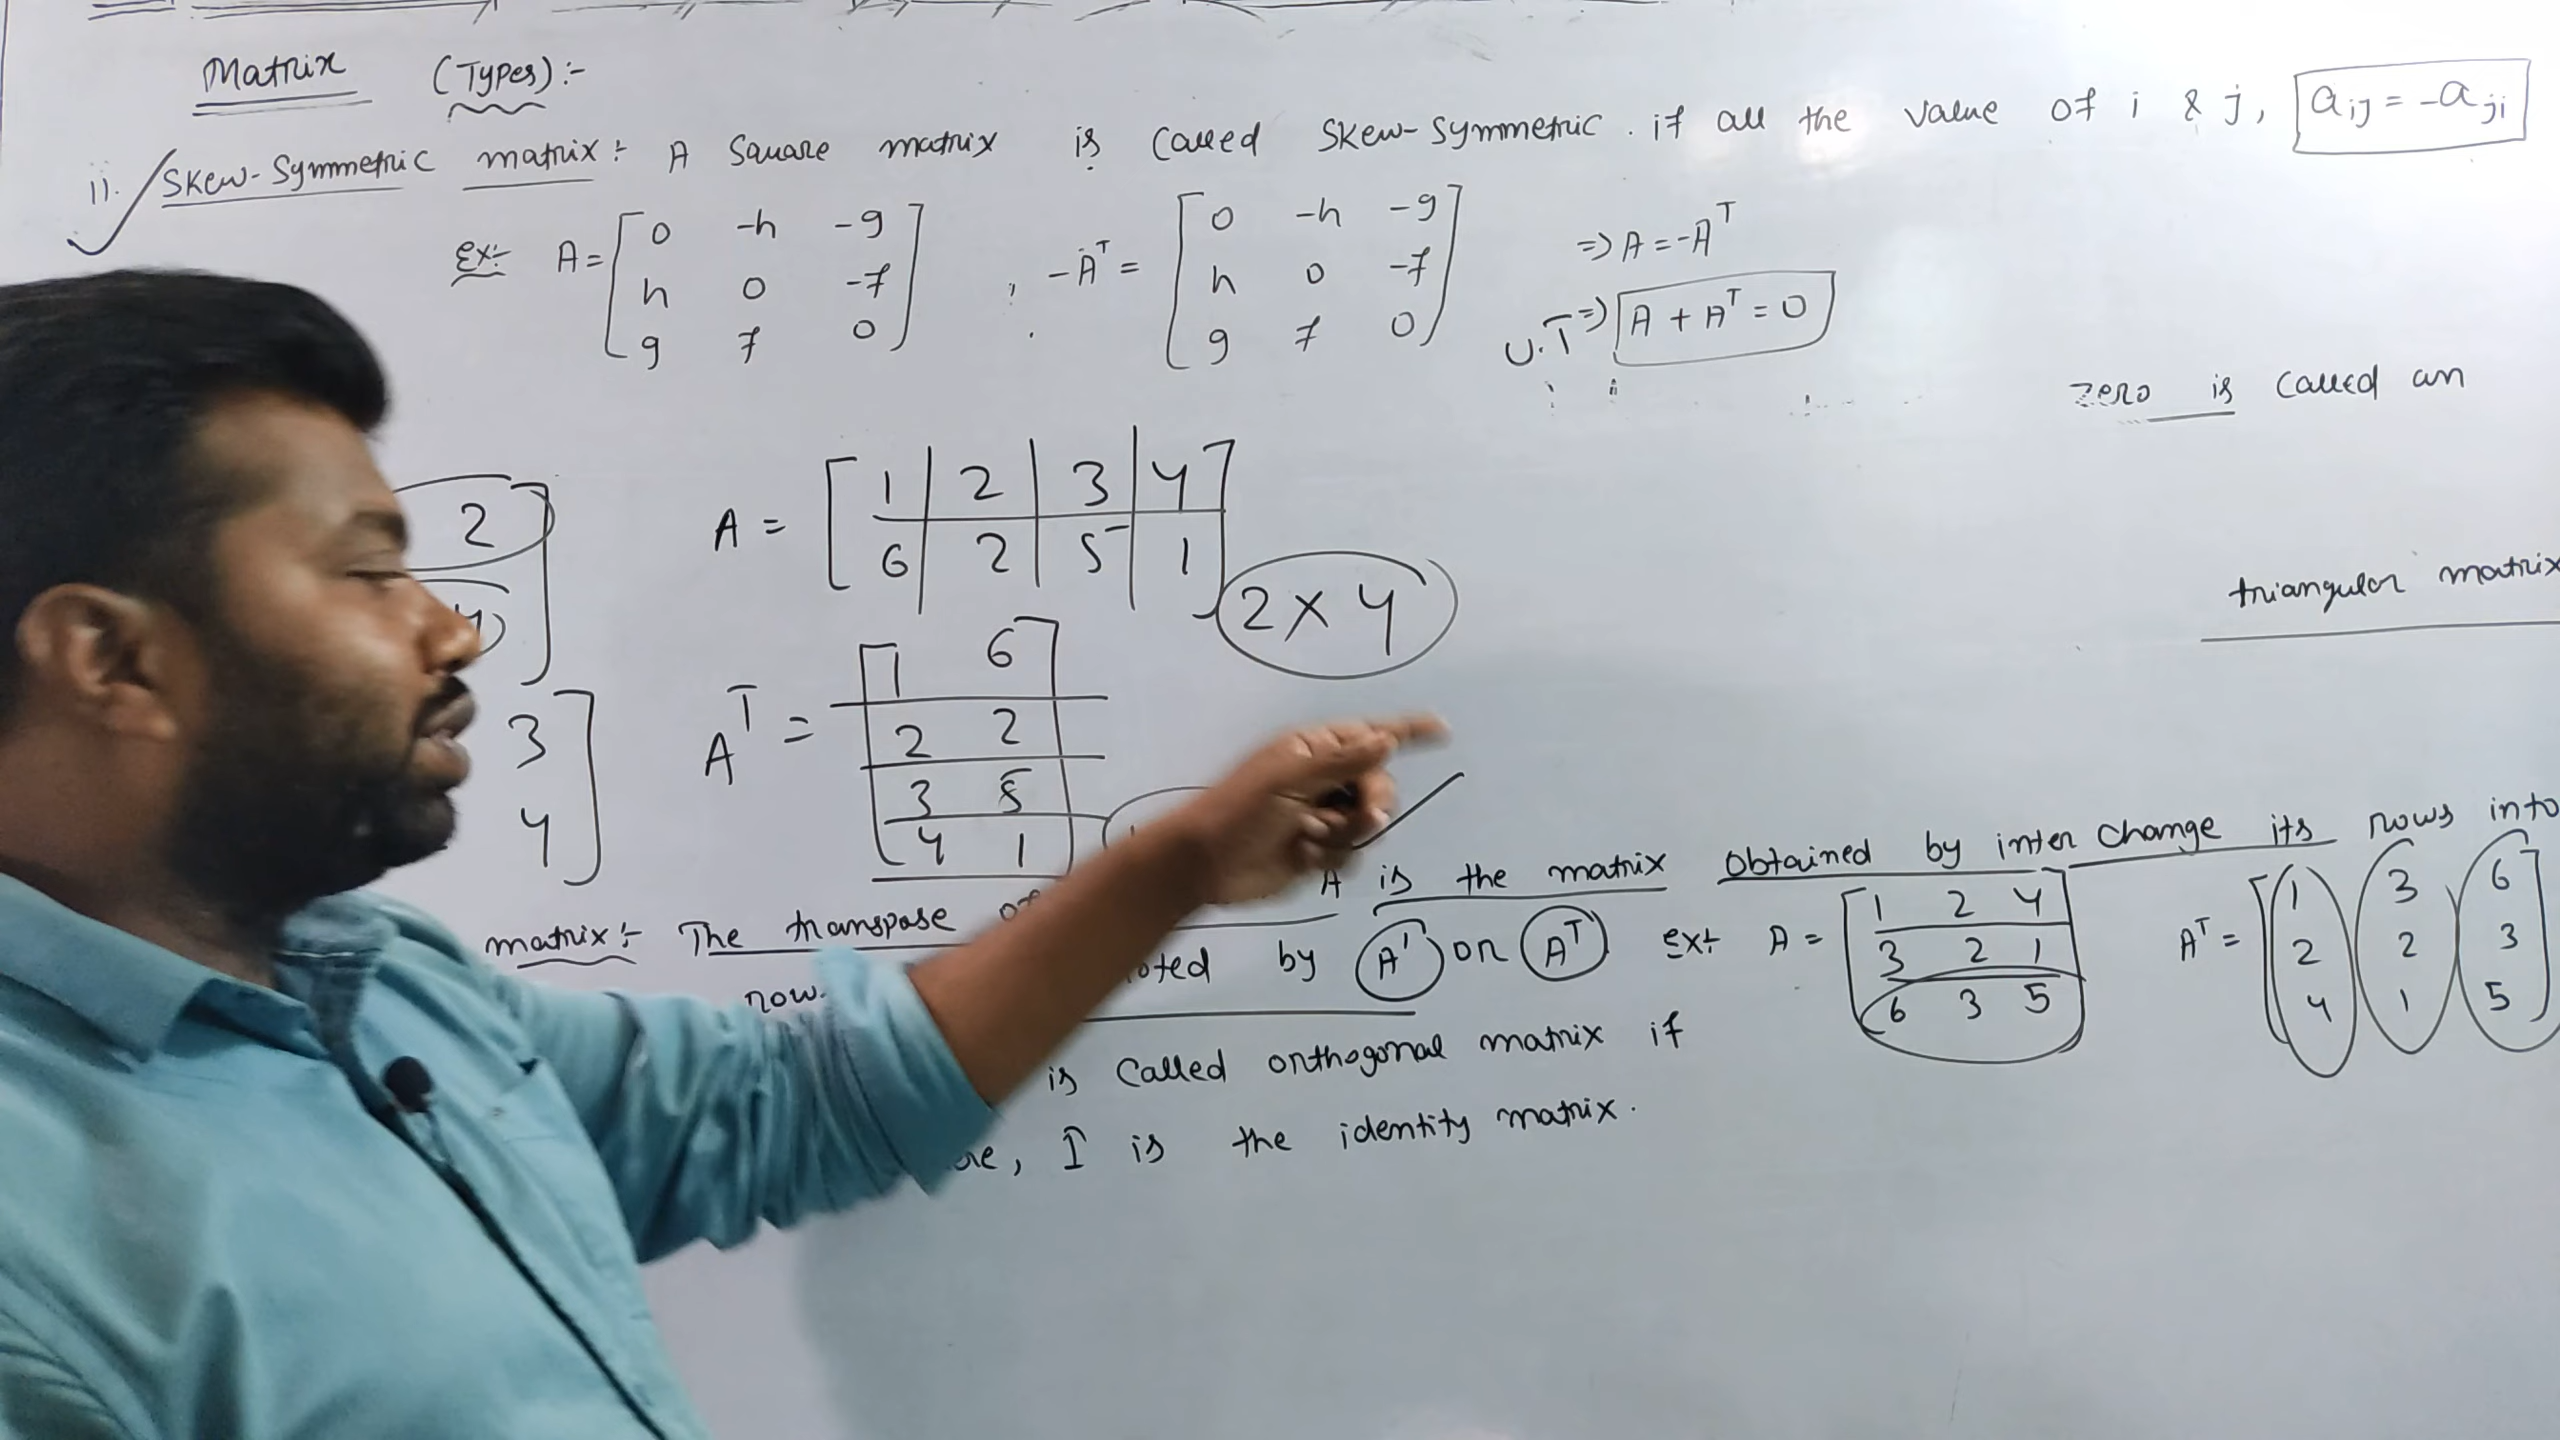 Matrix (Types):-
11. Skew-Symmetric matrix:- A Square matrix is Called Skew-Symmetric. if all the value of i & j, aij = -aji
Ex:- A = [0 -h -g
h 0 -f
g f 0] , -A^T = [0 -h -g
h 0 -f
g f 0]
=> A = -A^T
U.T => A + A^T = 0
zero is Called an
2
A = [1 2 3 4
6 2 5 1] 2 x 4
triangular matrix
3
4
A^T = [1 6
2 2
3 5
4 1]
matrix:- The transpose of A is the matrix obtained by inter change its rows into
row. by A' or A^T ex:- A = [1 2 4
3 2 1
6 3 5] A^T = [1 3 6
2 2 3
4 1 5]
is Called orthogonal matrix if
I is the identity matrix.